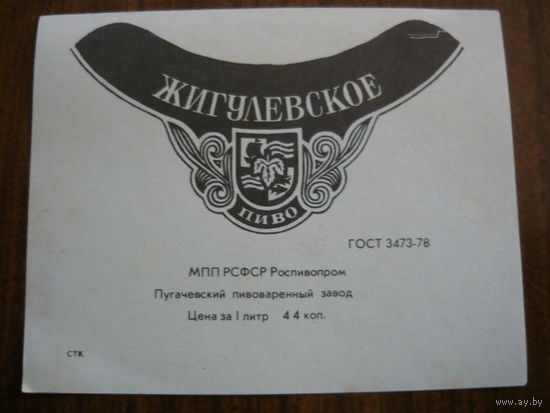 ЖИГУЛЕВСКОЕ
ПИВО
ГОСТ 3473-78
МПП РСФСР Роспивопром
Пугачевский пивоваренный завод
Цена за 1 литр 44 коп.
СТК
www.ay.by